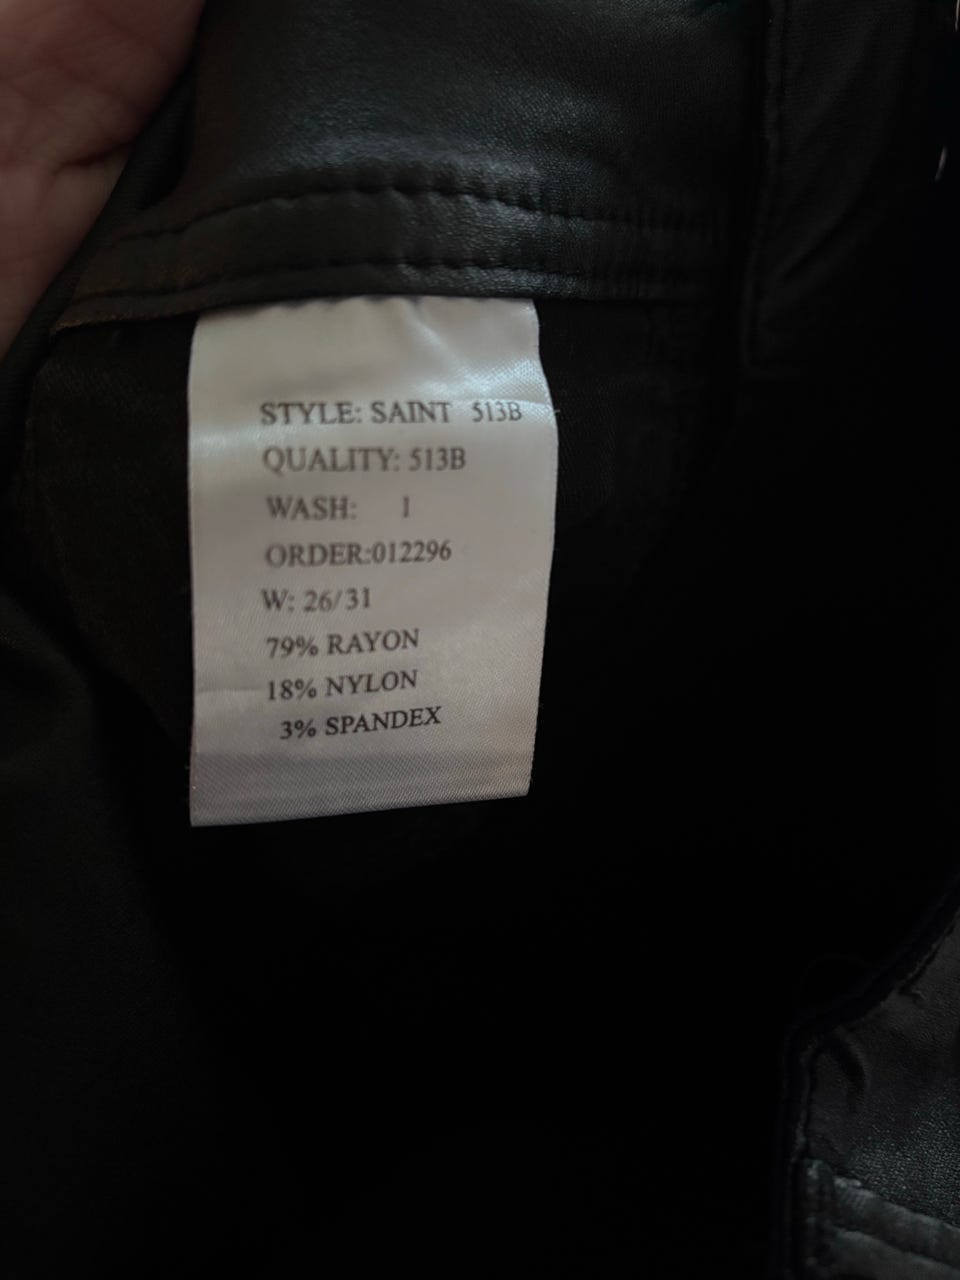 STYLE: SAINT 513B
QUALITY: 513B
WASH: 1
ORDER:012296
W: 26/31
79% RAYON
18% NYLON
3% SPANDEX